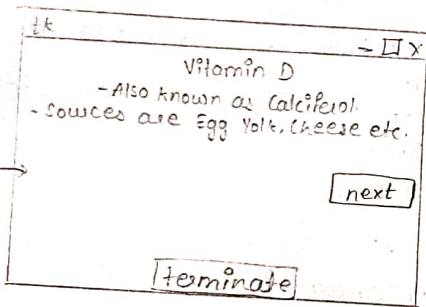 tk
- □ X
Vitamin D
- Also known as Calciferol.
- Sources are Egg Yolk, Cheese etc.
next
terminate